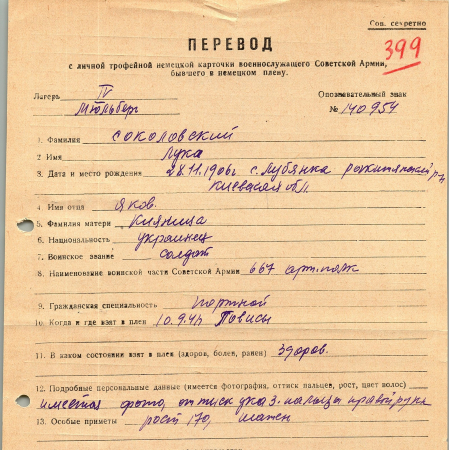 Сов. секретно
ПЕРЕВОД
399
с личной трофейной немецкой карточки военнослужащего Советской Армии,
бывшего в немецком плену.
Лагерь IV Опознавательный знак
Мюльберг № 140954
1. Фамилия соколовский
2 Имя Лука
3. Дата и место рождения 28.11.1906г с. Лубянка
Киевская обл.
4. Имя отца Яков.
5. Фамилия матери Княница
6. Национальность украинец
7. Воинское звание солдат
8. Наименование воинской части Советской Армии 667 арт.полк
9. Гражданская специальность портной
10. Когда и где взят в плен 10.9.41
11. В каком состоянии взят в плен (здоров, болен, ранен) Здоров.
12. Подробные персональные данные (имеется фотография, оттиск пальцев, рост, цвет волос)
имеется фото, оттиск указ. пальца правой руки
13. Особые приметы рост 170,